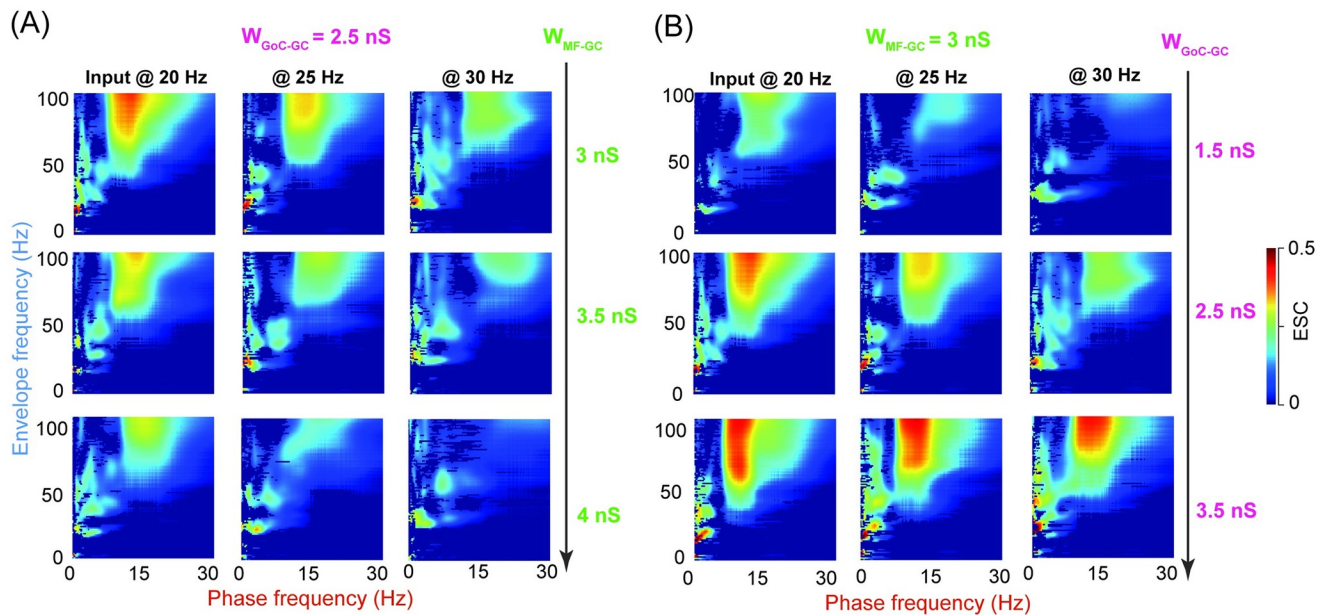 (A)
W GoC-GC = 2.5 nS
W MF-GC
Input @ 20 Hz
@ 25 Hz
@ 30 Hz
100
50
0
3 nS
100
50
0
3.5 nS
100
50
0
4 nS
0
15
30
0
15
30
0
15
30
Envelope frequency (Hz)
Phase frequency (Hz)
(B)
W MF-GC = 3 nS
W GoC-GC
Input @ 20 Hz
@ 25 Hz
@ 30 Hz
100
50
0
1.5 nS
100
50
0
2.5 nS
100
50
0
3.5 nS
0
15
30
0
15
30
0
15
30
Phase frequency (Hz)
0.5
ESC
0